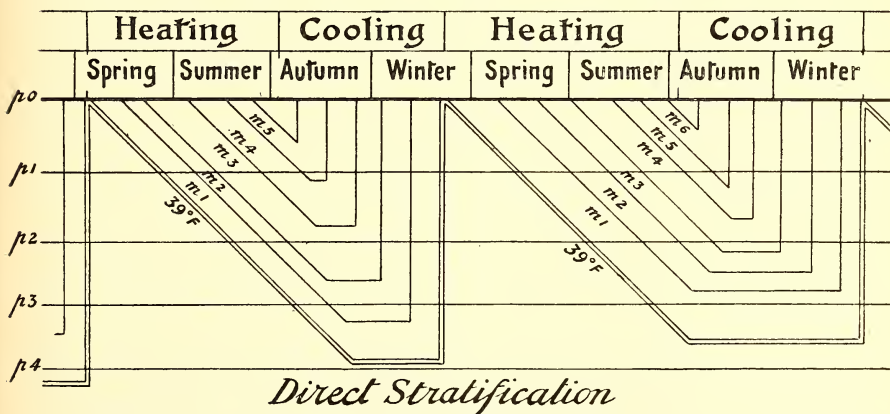 Heating Cooling Heating Cooling
Spring Summer Autumn Winter Spring Summer Autumn Winter
p0
m5 m6
m4 m5
m3 m4
p1
m2 m3
m1 m2
39°F m1
p2
39°F
p3
p4
Direct Stratification